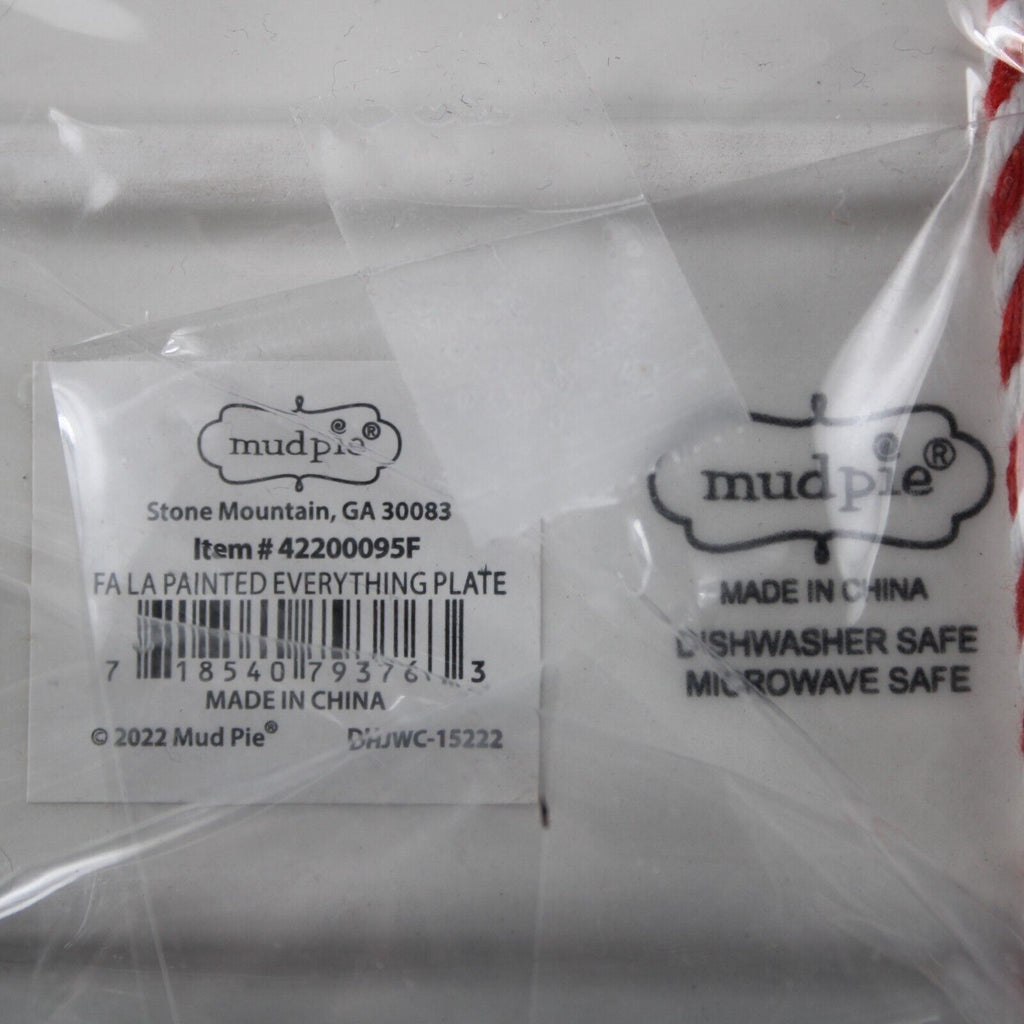 mudpie®
Stone Mountain, GA 30083
Item # 42200095F
FA LA PAINTED EVERYTHING PLATE
7 18540 79376 3
MADE IN CHINA
© 2022 Mud Pie® DHJWC-15222
mudpie®
MADE IN CHINA
DISHWASHER SAFE
MICROWAVE SAFE